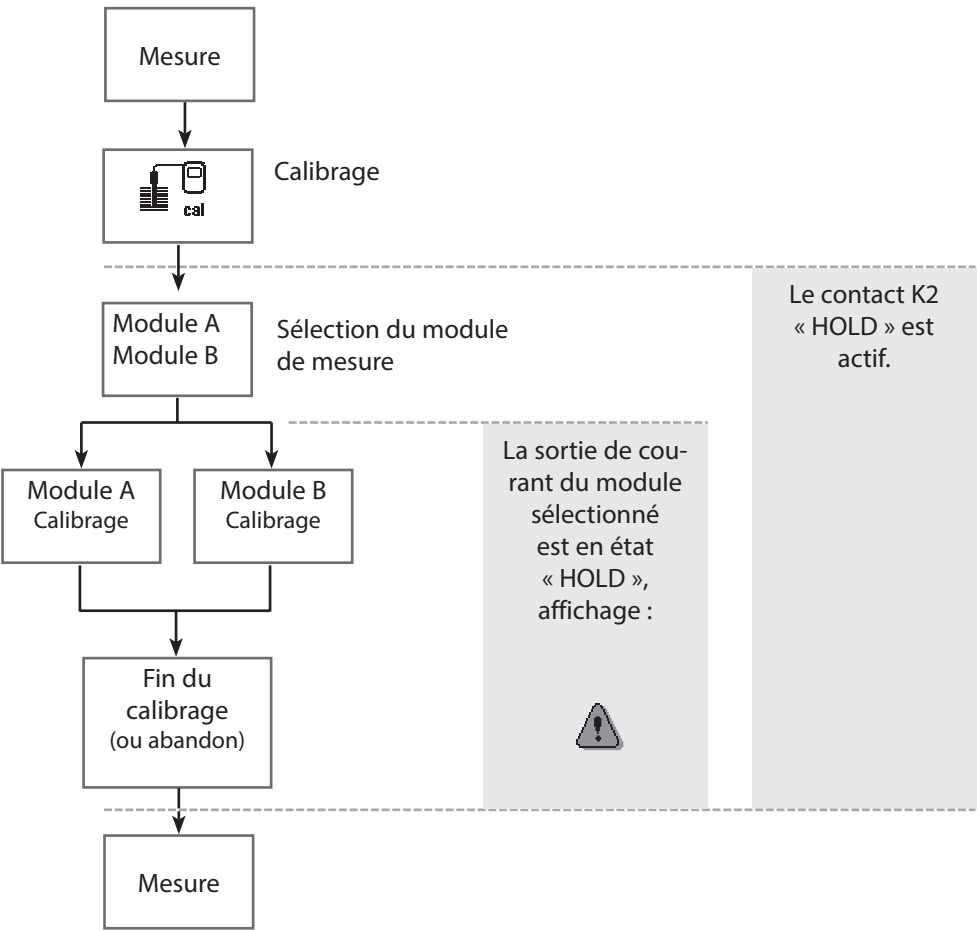 Mesure
cal
Calibrage
Le contact K2
« HOLD » est
actif.
Module A
Module B
Sélection du module
de mesure
La sortie de cou-
rant du module
sélectionné
est en état
« HOLD »,
affichage :
Module A
Calibrage
Module B
Calibrage
Fin du
calibrage
(ou abandon)
Mesure